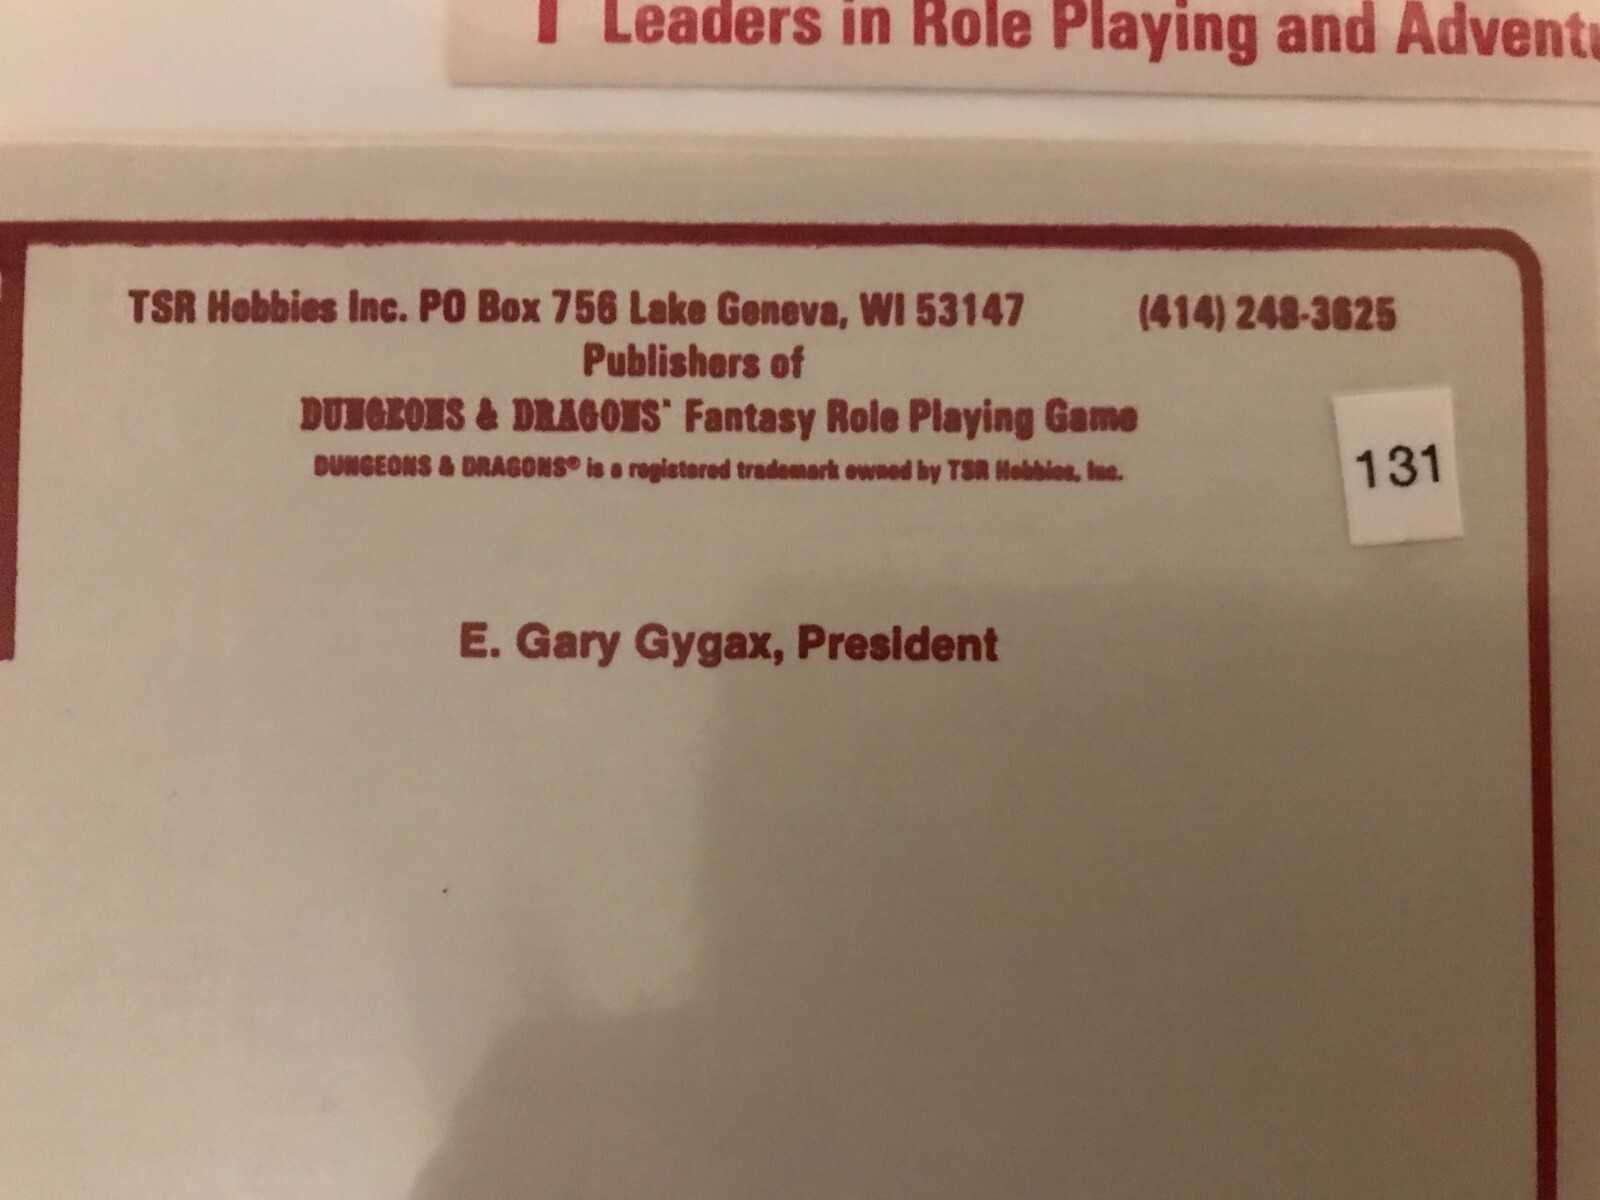 Leaders in Role Playing and
TSR Hobbies Inc. PO Box 756 Lake Geneva, WI 53147 (414) 248-3625
Publishers of
DUNGEONS & DRAGONS® Fantasy Role Playing Game
DUNGEONS & DRAGONS® is a registered trademark owned by TSR Hobbies, Inc.
131
E. Gary Gygax, President